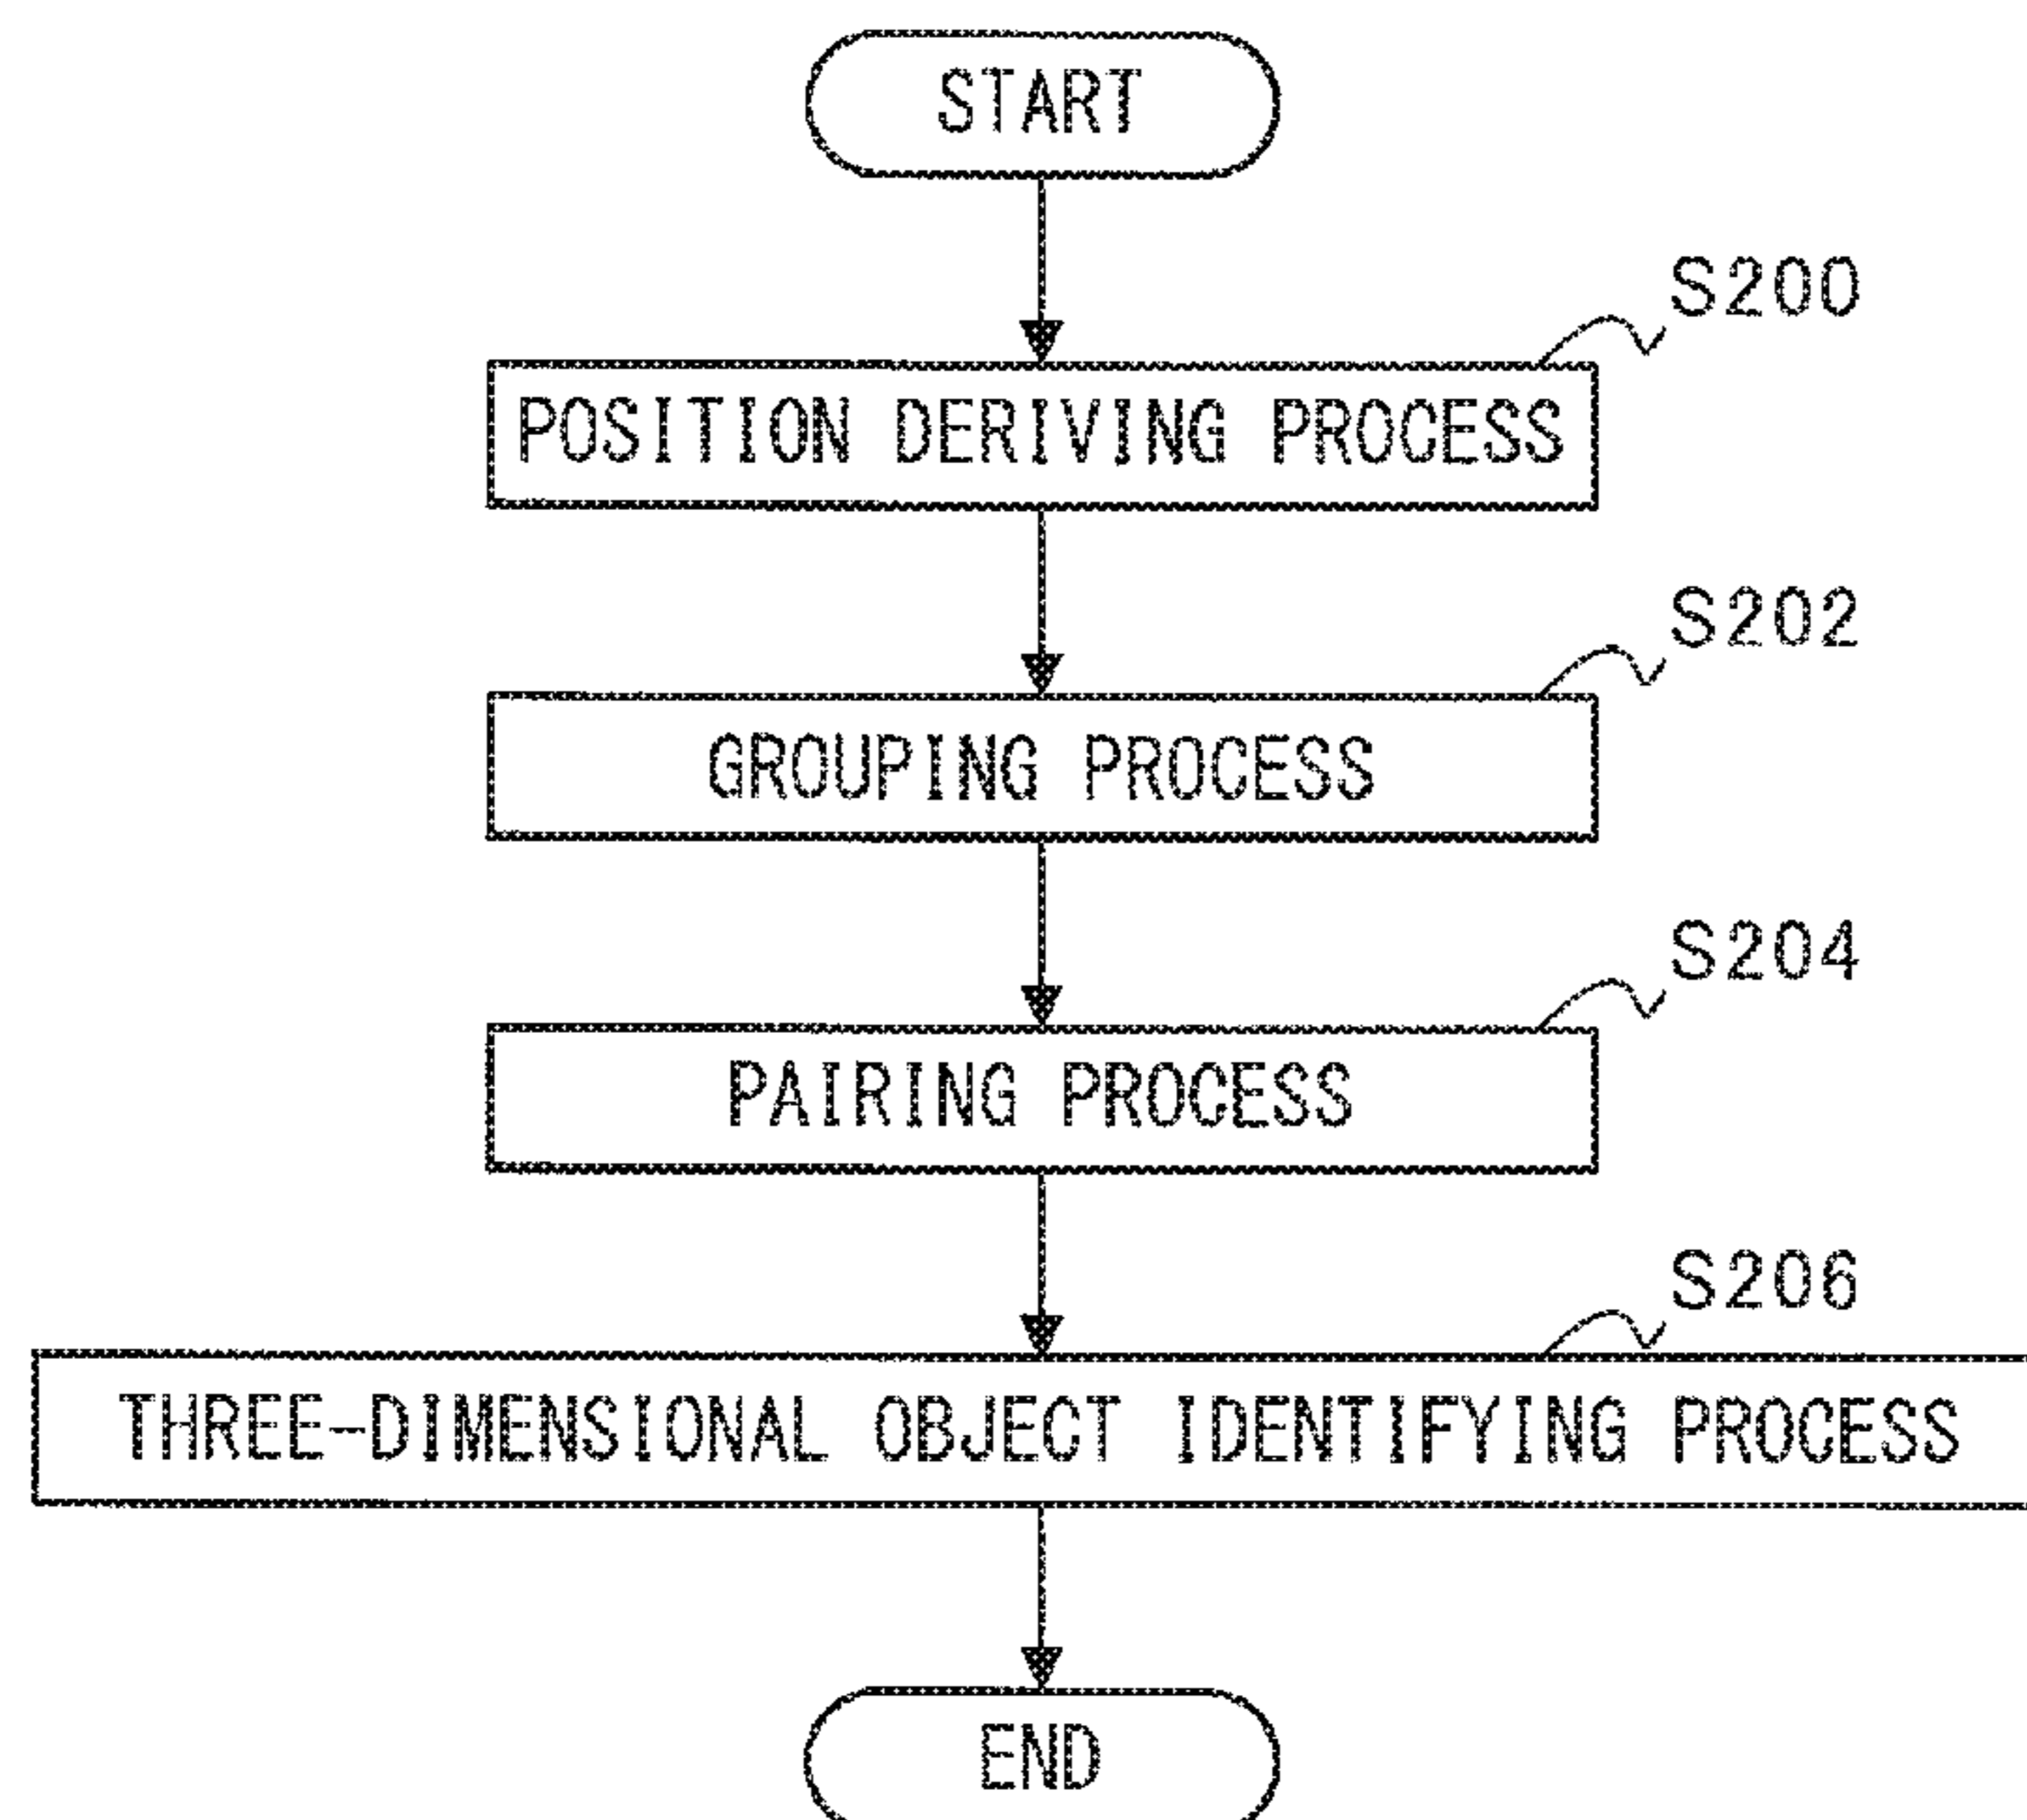 START
S200
POSITION DERIVING PROCESS
S202
GROUPING PROCESS
S204
PAIRING PROCESS
S206
THREE-DIMENSIONAL OBJECT IDENTIFYING PROCESS
END